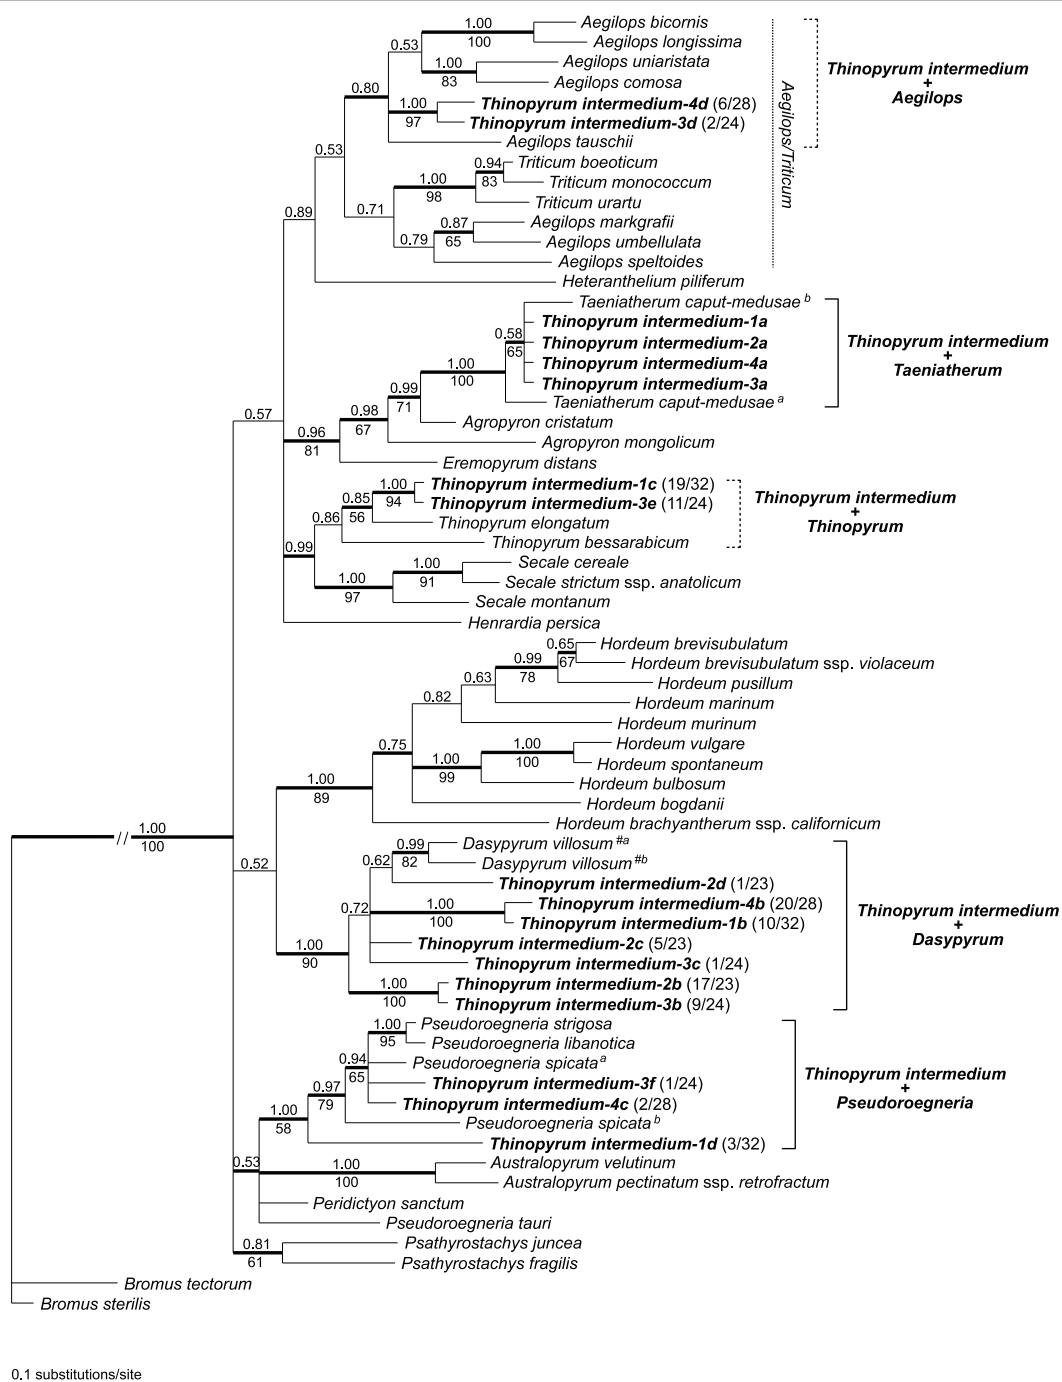 1.00
100
Aegilops bicornis
Aegilops longissima
0.53
1.00
83
Aegilops uniaristata
Aegilops comosa
0.80
1.00
97
Thinopyrum intermedium-4d (6/28)
Thinopyrum intermedium-3d (2/24)
Aegilops tauschii
Thinopyrum intermedium
+
Aegilops
Aegilops/Triticum
0.53
0.94
83
Triticum boeoticum
Triticum monococcum
1.00
98
Triticum urartu
0.71
0.87
65
Aegilops markgrafii
Aegilops umbellulata
0.79
Aegilops speltoides
0.89
Heteranthelium piliferum
Taeniatherum caput-medusae b
Thinopyrum intermedium-1a
0.58
65
Thinopyrum intermedium-2a
Thinopyrum intermedium-4a
Thinopyrum intermedium-3a
Taeniatherum caput-medusae a
Thinopyrum intermedium
+
Taeniatherum
1.00
100
0.99
71
Agropyron cristatum
0.98
67
Agropyron mongolicum
0.96
81
Eremopyrum distans
0.57
1.00
94
Thinopyrum intermedium-1c (19/32)
Thinopyrum intermedium-3e (11/24)
0.85
56
Thinopyrum elongatum
0.86
Thinopyrum bessarabicum
Thinopyrum intermedium
+
Thinopyrum
0.99
1.00
97
1.00
91
Secale cereale
Secale strictum ssp. anatolicum
Secale montanum
Henrardia persica
0.65
67
Hordeum brevisubulatum
Hordeum brevisubulatum ssp. violaceum
0.99
78
Hordeum pusillum
0.63
Hordeum marinum
0.82
Hordeum murinum
0.75
1.00
100
Hordeum vulgare
Hordeum spontaneum
1.00
99
Hordeum bulbosum
Hordeum bogdanii
1.00
89
Hordeum brachyantherum ssp. californicum
//
1.00
100
0.52
0.99
82
Dasypyrum villosum #a
Dasypyrum villosum #b
0.62
Thinopyrum intermedium-2d (1/23)
0.72
1.00
100
Thinopyrum intermedium-4b (20/28)
Thinopyrum intermedium-1b (10/32)
Thinopyrum intermedium-2c (5/23)
Thinopyrum intermedium-3c (1/24)
1.00
90
1.00
100
Thinopyrum intermedium-2b (17/23)
Thinopyrum intermedium-3b (9/24)
Thinopyrum intermedium
+
Dasypyrum
1.00
95
Pseudoroegneria strigosa
Pseudoroegneria libanotica
0.94
65
Pseudoroegneria spicata a
Thinopyrum intermedium-3f (1/24)
Thinopyrum intermedium-4c (2/28)
0.97
79
Pseudoroegneria spicata b
1.00
58
Thinopyrum intermedium-1d (3/32)
Thinopyrum intermedium
+
Pseudoroegneria
0.53
1.00
100
Australopyrum velutinum
Australopyrum pectinatum ssp. retrofractum
Peridictyon sanctum
Pseudoroegneria tauri
0.81
61
Psathyrostachys juncea
Psathyrostachys fragilis
Bromus tectorum
Bromus sterilis
0.1 substitutions/site